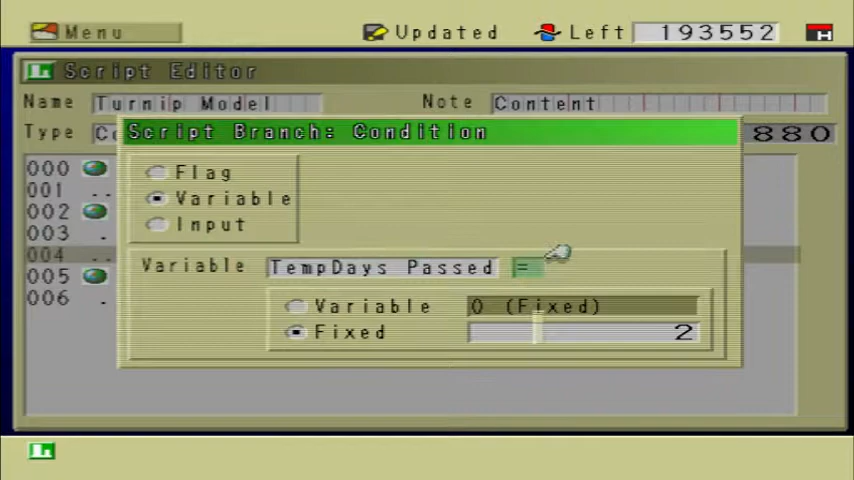 Menu Updated Left 193552
Script Editor
Name Turnip Model Note Content
Type Co 880
Script Branch: Condition
000
001 ..
002
003 .
004 ..
005
006 .
Flag
Variable
Input
Variable TempDays Passed =
Variable 0 (Fixed)
Fixed 2